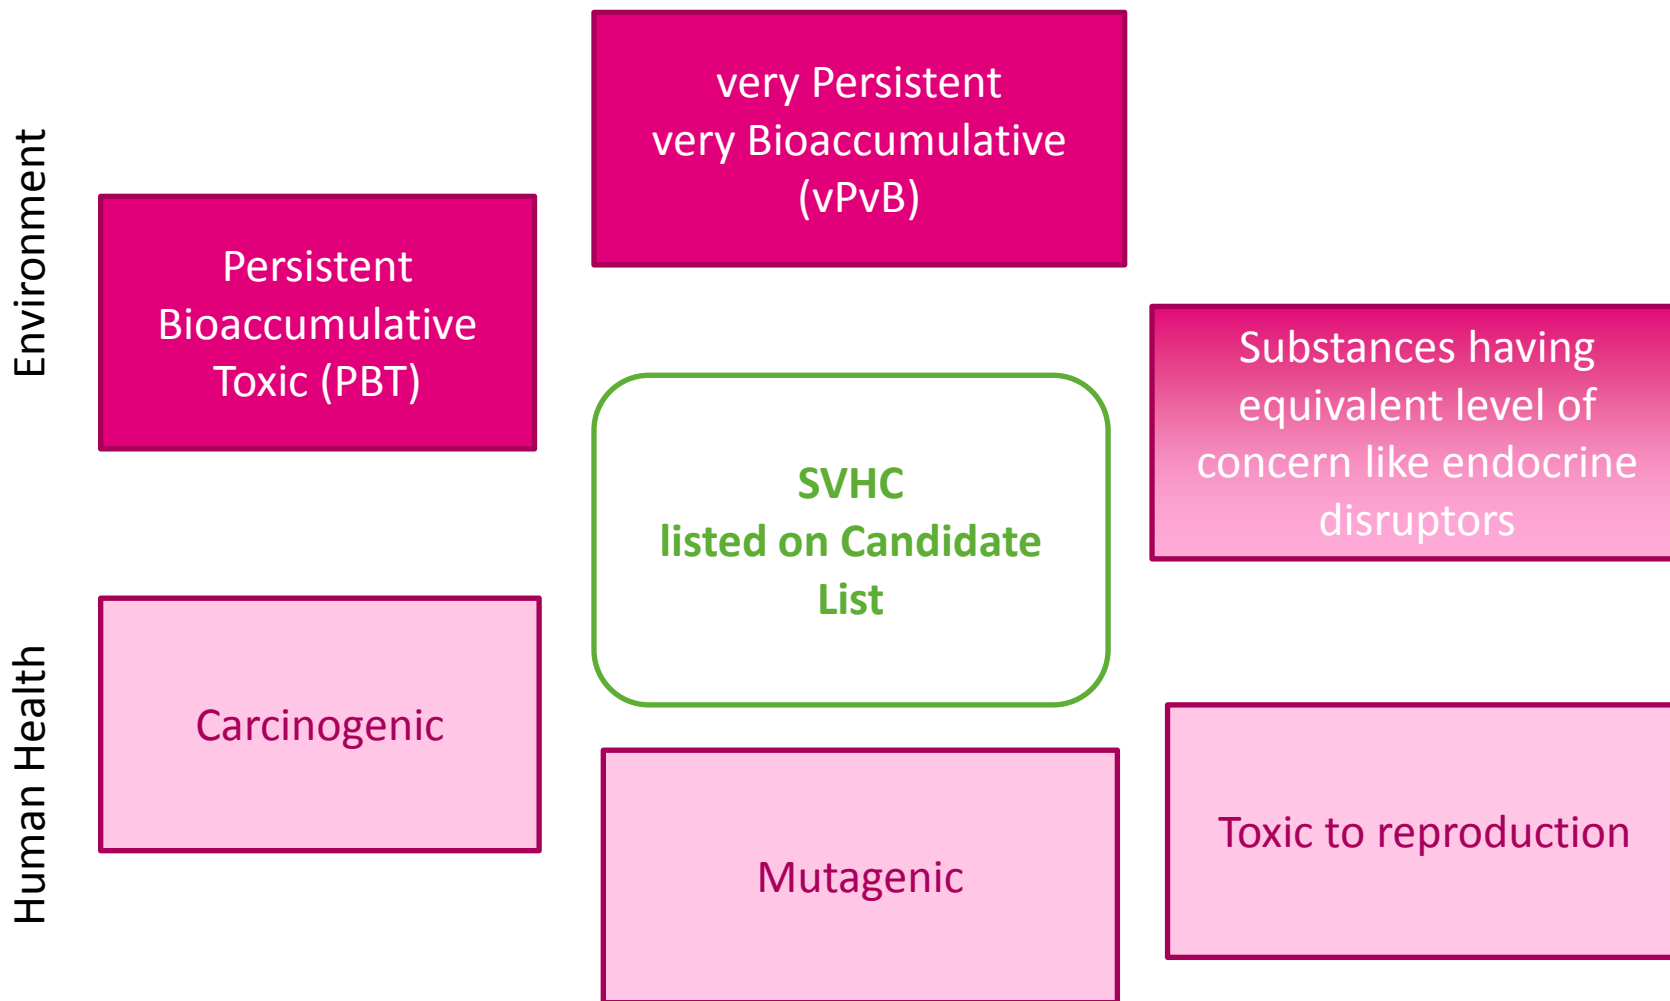 Environment
very Persistent
very Bioaccumulative
(vPvB)
Persistent
Bioaccumulative
Toxic (PBT)
Substances having
equivalent level of
concern like endocrine
disruptors
SVHC
listed on Candidate
List
Human Health
Carcinogenic
Mutagenic
Toxic to reproduction